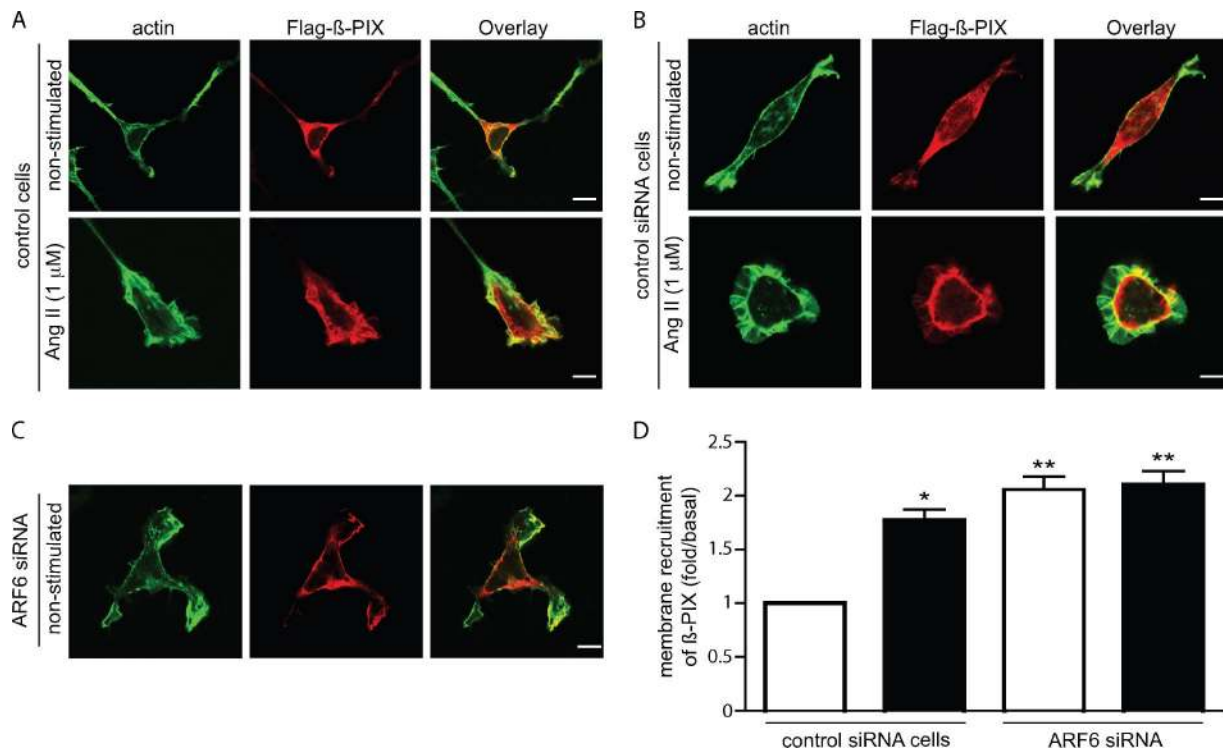 A
actin Flag-ß-PIX Overlay
control cells
non-stimulated
Ang II (1 µM)
B
actin Flag-ß-PIX Overlay
control siRNA cells
non-stimulated
Ang II (1 µM)
C
ARF6 siRNA
non-stimulated
D
membrane recruitment
of ß-PIX (fold/basal)
2.5
2
1.5
1
0.5
0
*
**
**
control siRNA cells
ARF6 siRNA